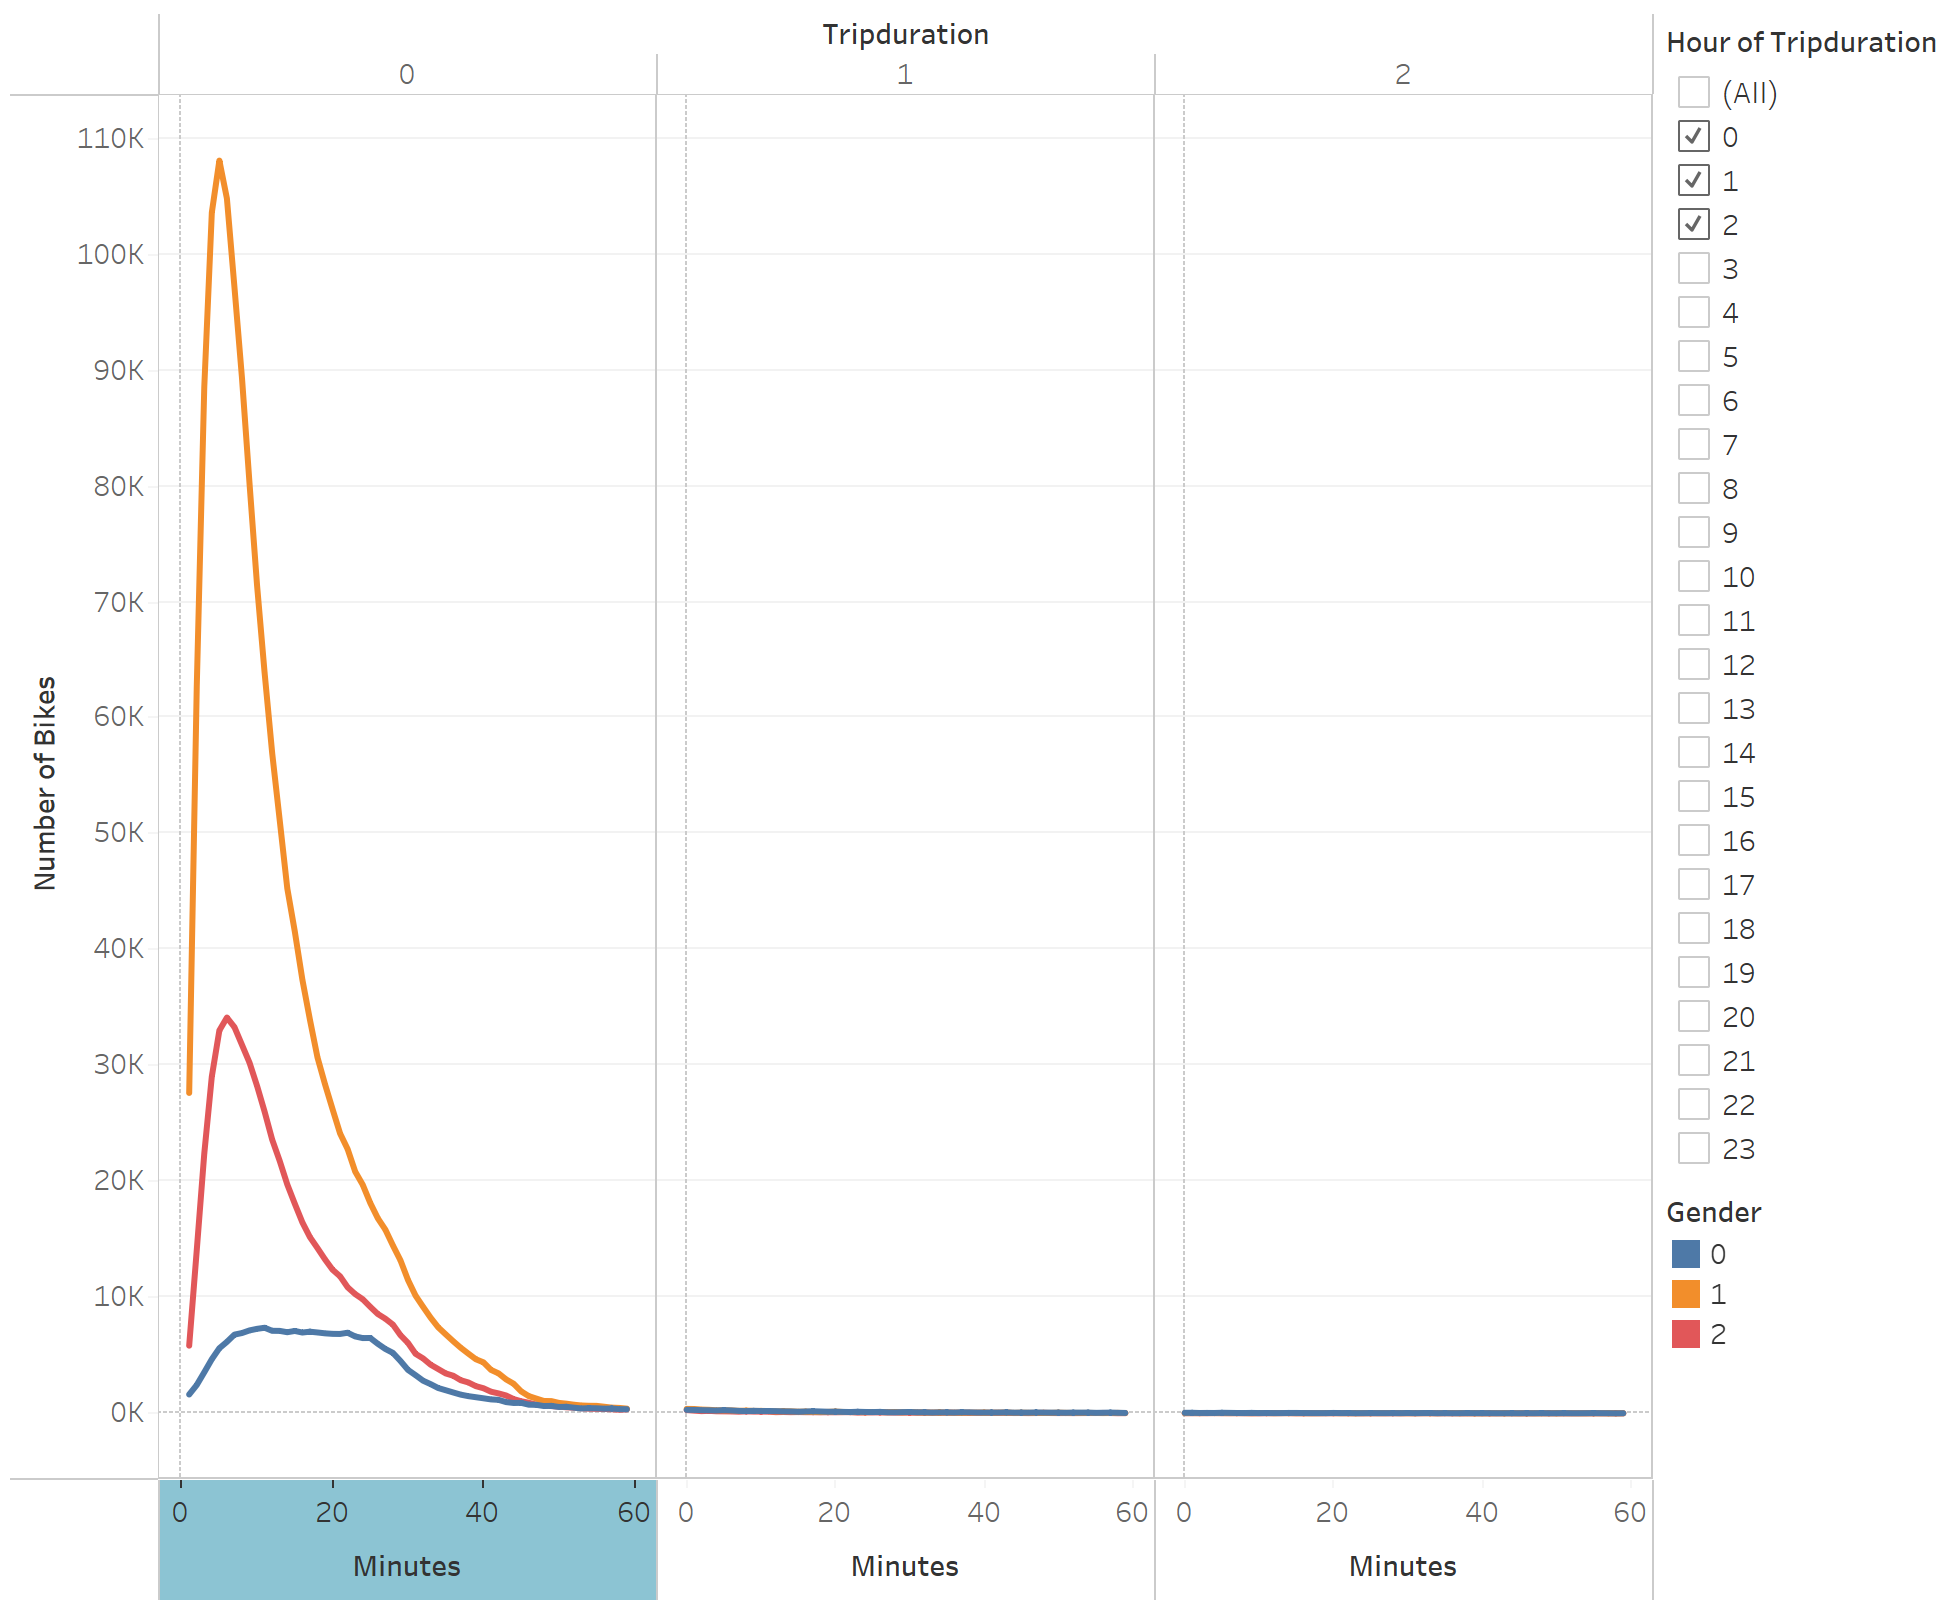 Tripduration
0 1 2
110K
100K
90K
80K
70K
60K
50K
40K
30K
20K
10K
0K
Number of Bikes
0 20 40 60 0 20 40 60 0 20 40 60
Minutes Minutes Minutes
Hour of Tripduration
(All)
0
1
2
3
4
5
6
7
8
9
10
11
12
13
14
15
16
17
18
19
20
21
22
23
Gender
0
1
2